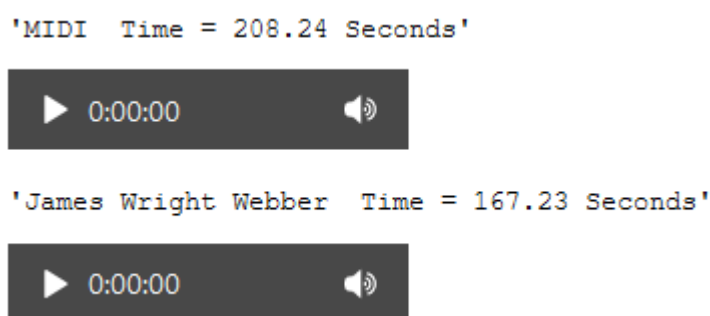 'MIDI  Time = 208.24 Seconds'
0:00:00
'James Wright Webber  Time = 167.23 Seconds'
0:00:00